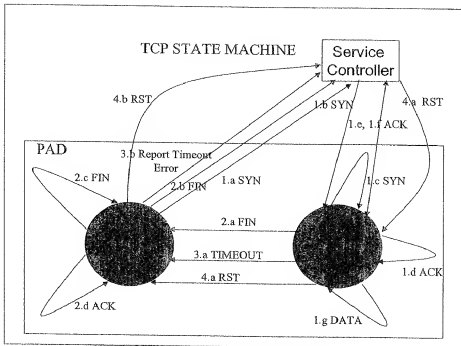 TCP STATE MACHINE
Service
Controller
4.b RST
1.b SYN
4.a RST
1.e, 1.f ACK
PAD
3.b Report Timeout
Error
2.c FIN
2.b FIN
1.a SYN
1.c SYN
2.a FIN
3.a TIMEOUT
1.d ACK
4.a RST
2.d ACK
1.g DATA